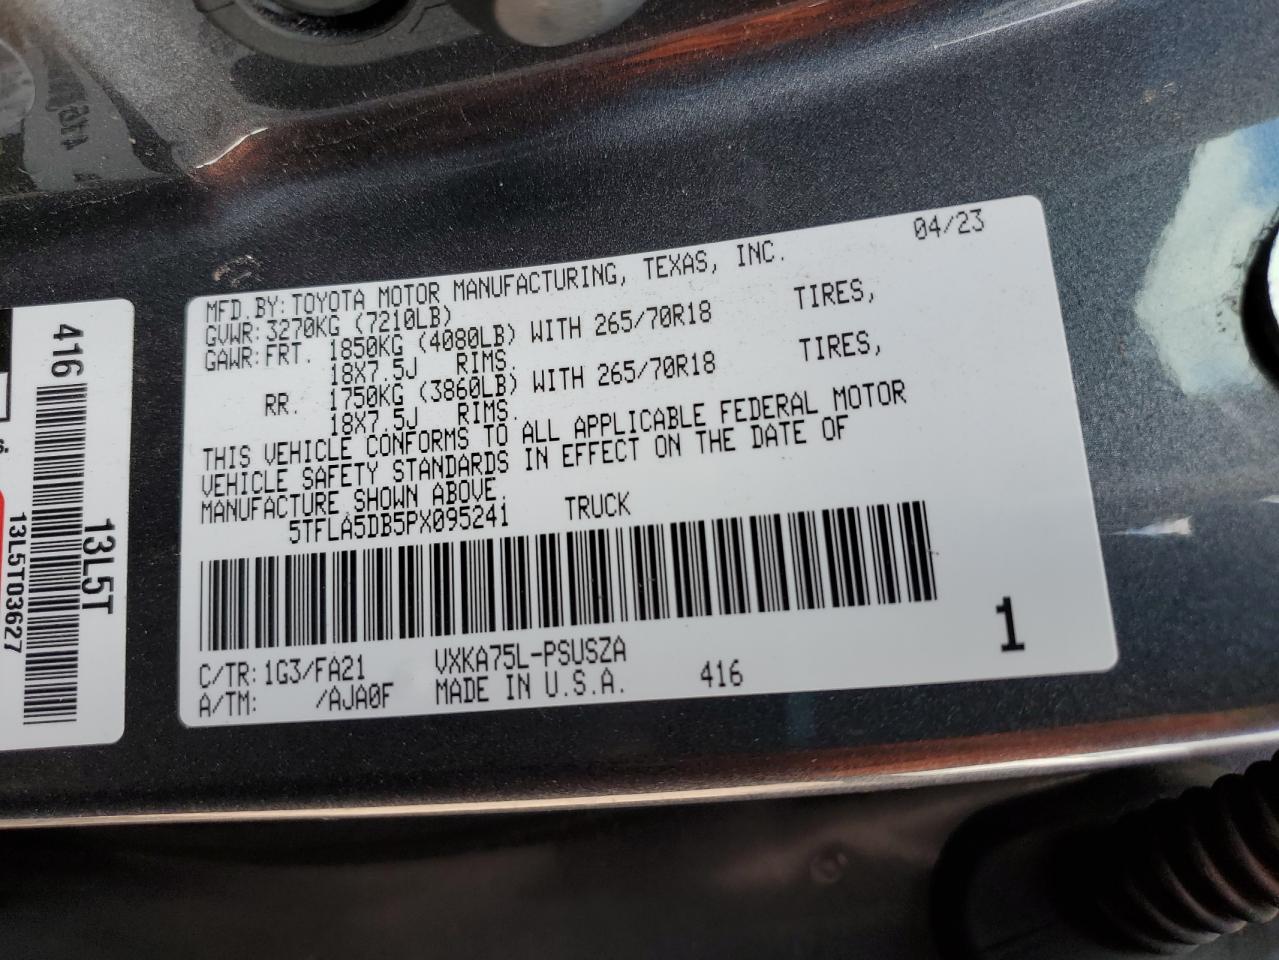 416
13L5T
13L5T03627
MFD.BY:TOYOTA MOTOR MANUFACTURING, TEXAS, INC. 04/23
GVWR:3270KG (7210LB)
GAWR:FRT. 1850KG (4080LB) WITH 265/70R18 TIRES,
18X7.5J RIMS.
RR. 1750KG (3860LB) WITH 265/70R18 TIRES,
18X7.5J RIMS.
THIS VEHICLE CONFORMS TO ALL APPLICABLE FEDERAL MOTOR
VEHICLE SAFETY STANDARDS IN EFFECT ON THE DATE OF
MANUFACTURE SHOWN ABOVE.
5TFLA5DB5PX095241 TRUCK
C/TR:1G3/FA21 VXKA75L-PSUSZA
A/TM: /AJA0F MADE IN U.S.A. 416
1